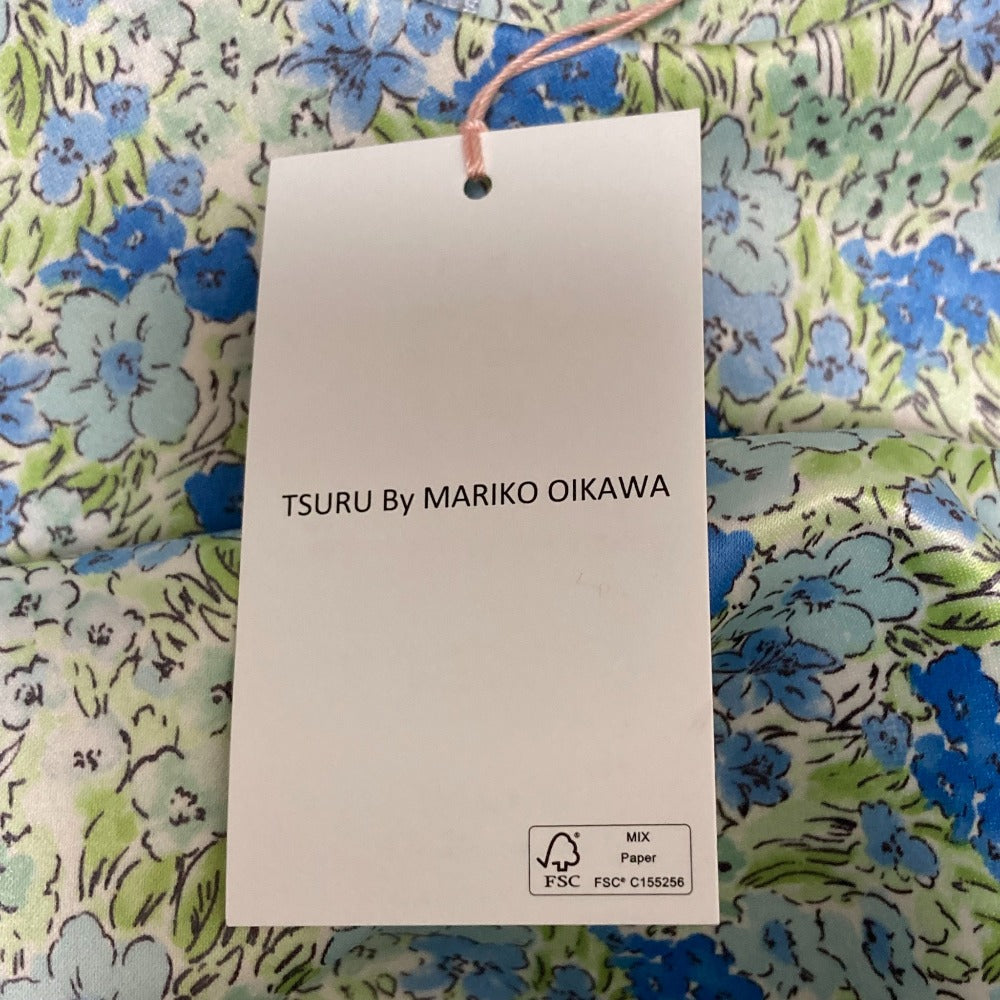 TSURU By MARIKO OIKAWA
MIX
Paper
FSC® C155256
FSC